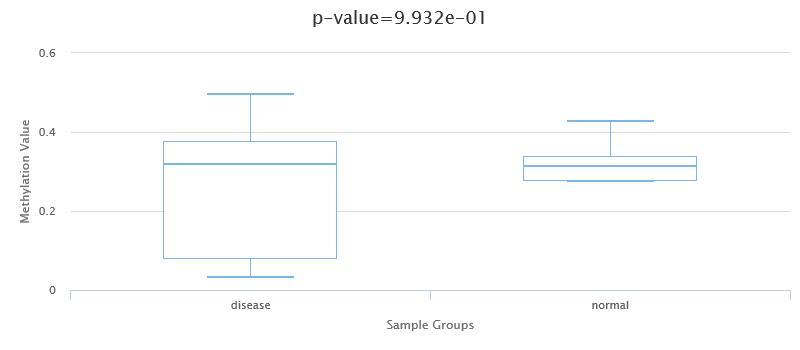 p-value=9.932e-01
0.6
0.4
0.2
0
Methylation Value
disease
normal
Sample Groups